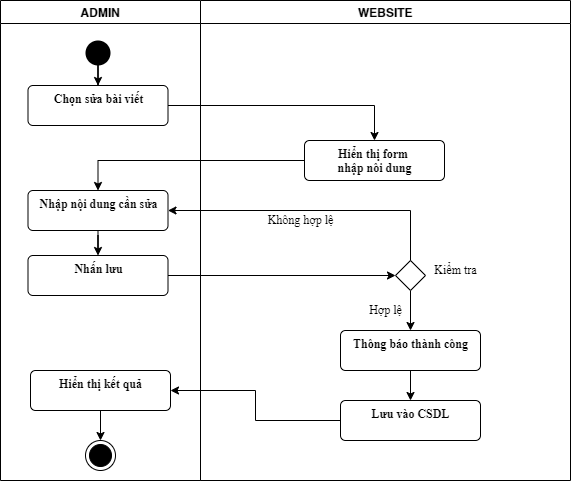 ADMIN
WEBSITE
Chọn sửa bài viết
Hiển thị form
nhập nôi dung
Nhập nội dung cần sửa
Không hợp lệ
Nhấn lưu
Kiểm tra
Hợp lệ
Thông báo thành công
Hiển thị kết quả
Lưu vào CSDL